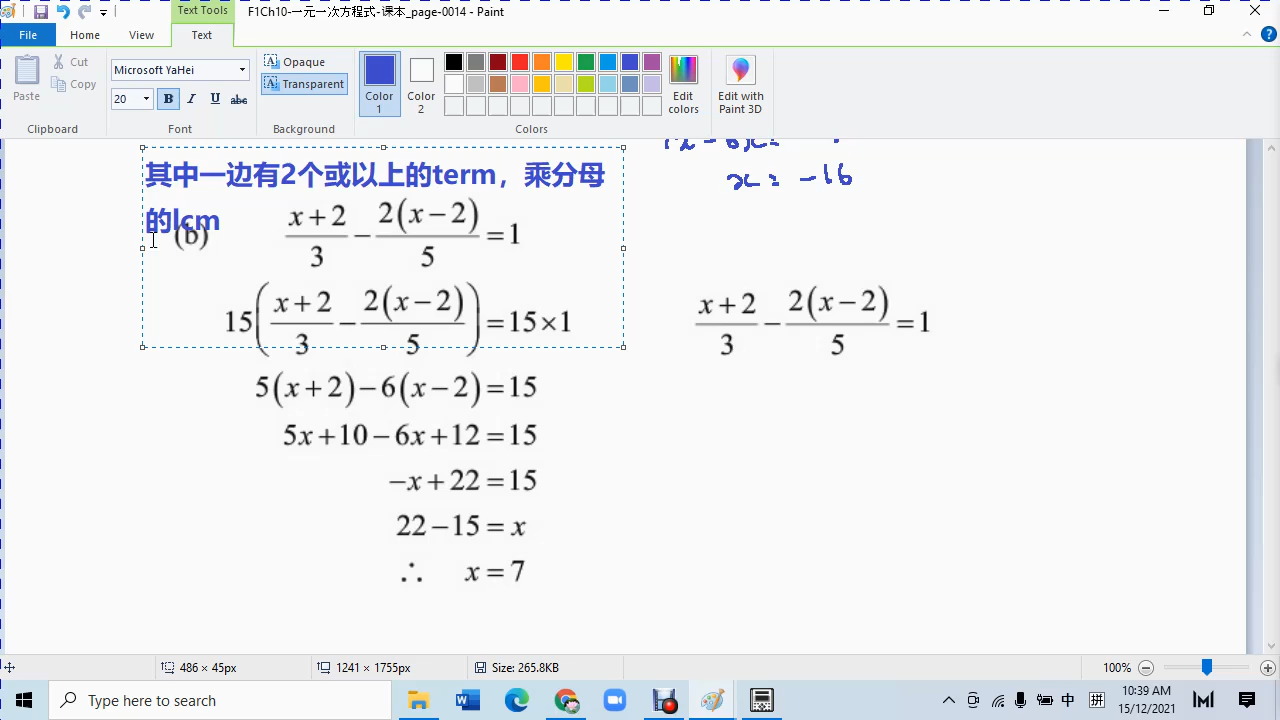 Text Tools
F1Ch10-一元一次方程式-课本_page-0014 - Paint
File Home View Text
Paste
Cut
Copy
Clipboard
Microsoft YaHei
20 B I U abc
Font
Opaque
Transparent
Background
Color 1
Color 2
Edit colors
Edit with Paint 3D
Colors
其中一边有2个或以上的term，乘分母
的lcm
x = -16
(b) (x+2)/3 − 2(x−2)/5 = 1
15((x+2)/3 − 2(x−2)/5) = 15×1
(x+2)/3 − 2(x−2)/5 = 1
5(x+2)−6(x−2)=15
5x+10−6x+12=15
−x+22=15
22−15=x
∴ x=7
486 × 45px
1241 × 1755px
Size: 265.8KB
100%
Type here to search
中
拼
10:39 AM
15/12/2021